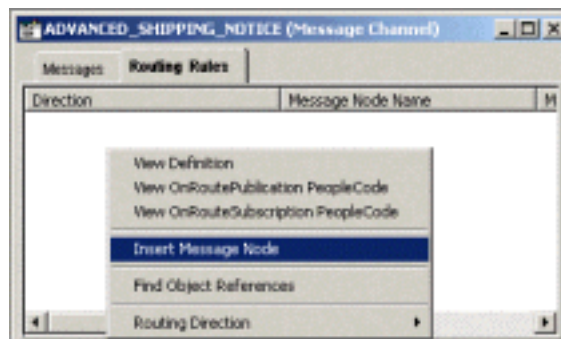 ADVANCED_SHIPPING_NOTICE (Message Channel)
Messages Routing Rules
Direction Message Node Name M
View Definition
View OnRoutePublication PeopleCode
View OnRouteSubscription PeopleCode
Insert Message Node
Find Object References
Routing Direction